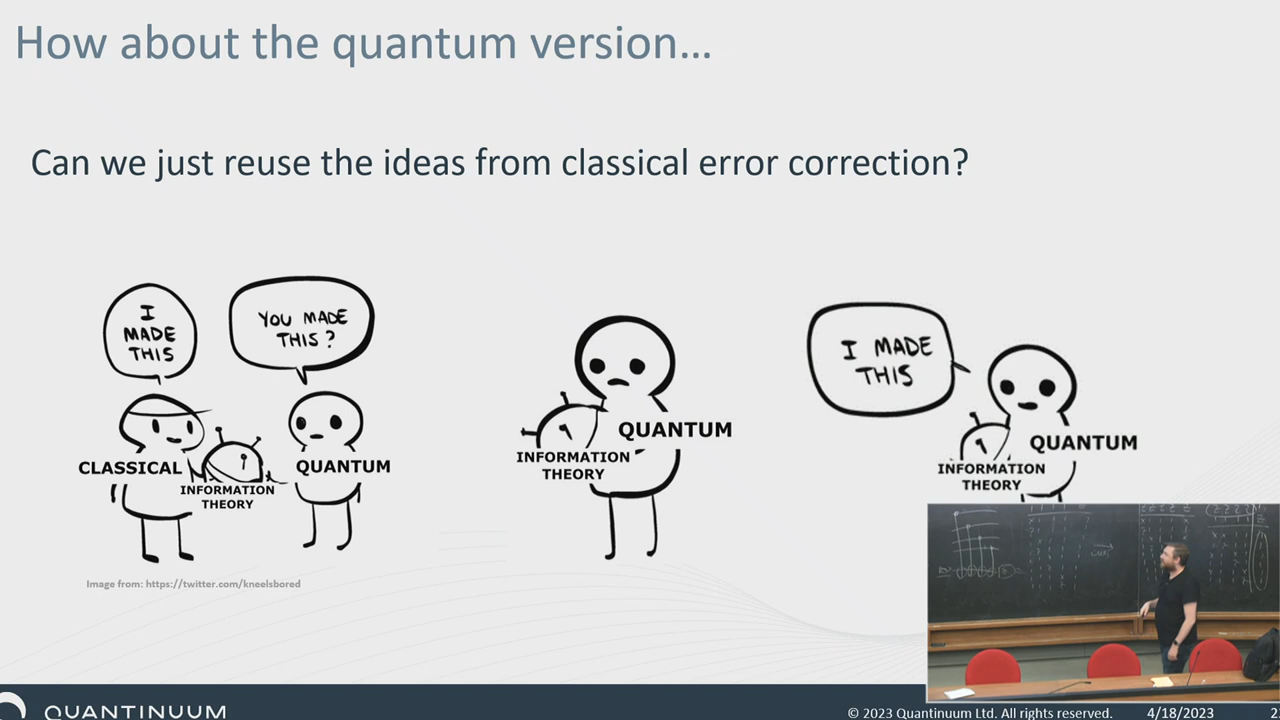 How about the quantum version...
Can we just reuse the ideas from classical error correction?
I
MADE
THIS
YOU MADE
THIS?
CLASSICAL
INFORMATION
THEORY
QUANTUM
QUANTUM
INFORMATION
THEORY
I MADE
THIS
QUANTUM
INFORMATION
THEORY
Image from: https://twitter.com/kneelsbored
QUANTINUUM
© 2023 Quantinuum Ltd. All rights reserved.
4/18/2023